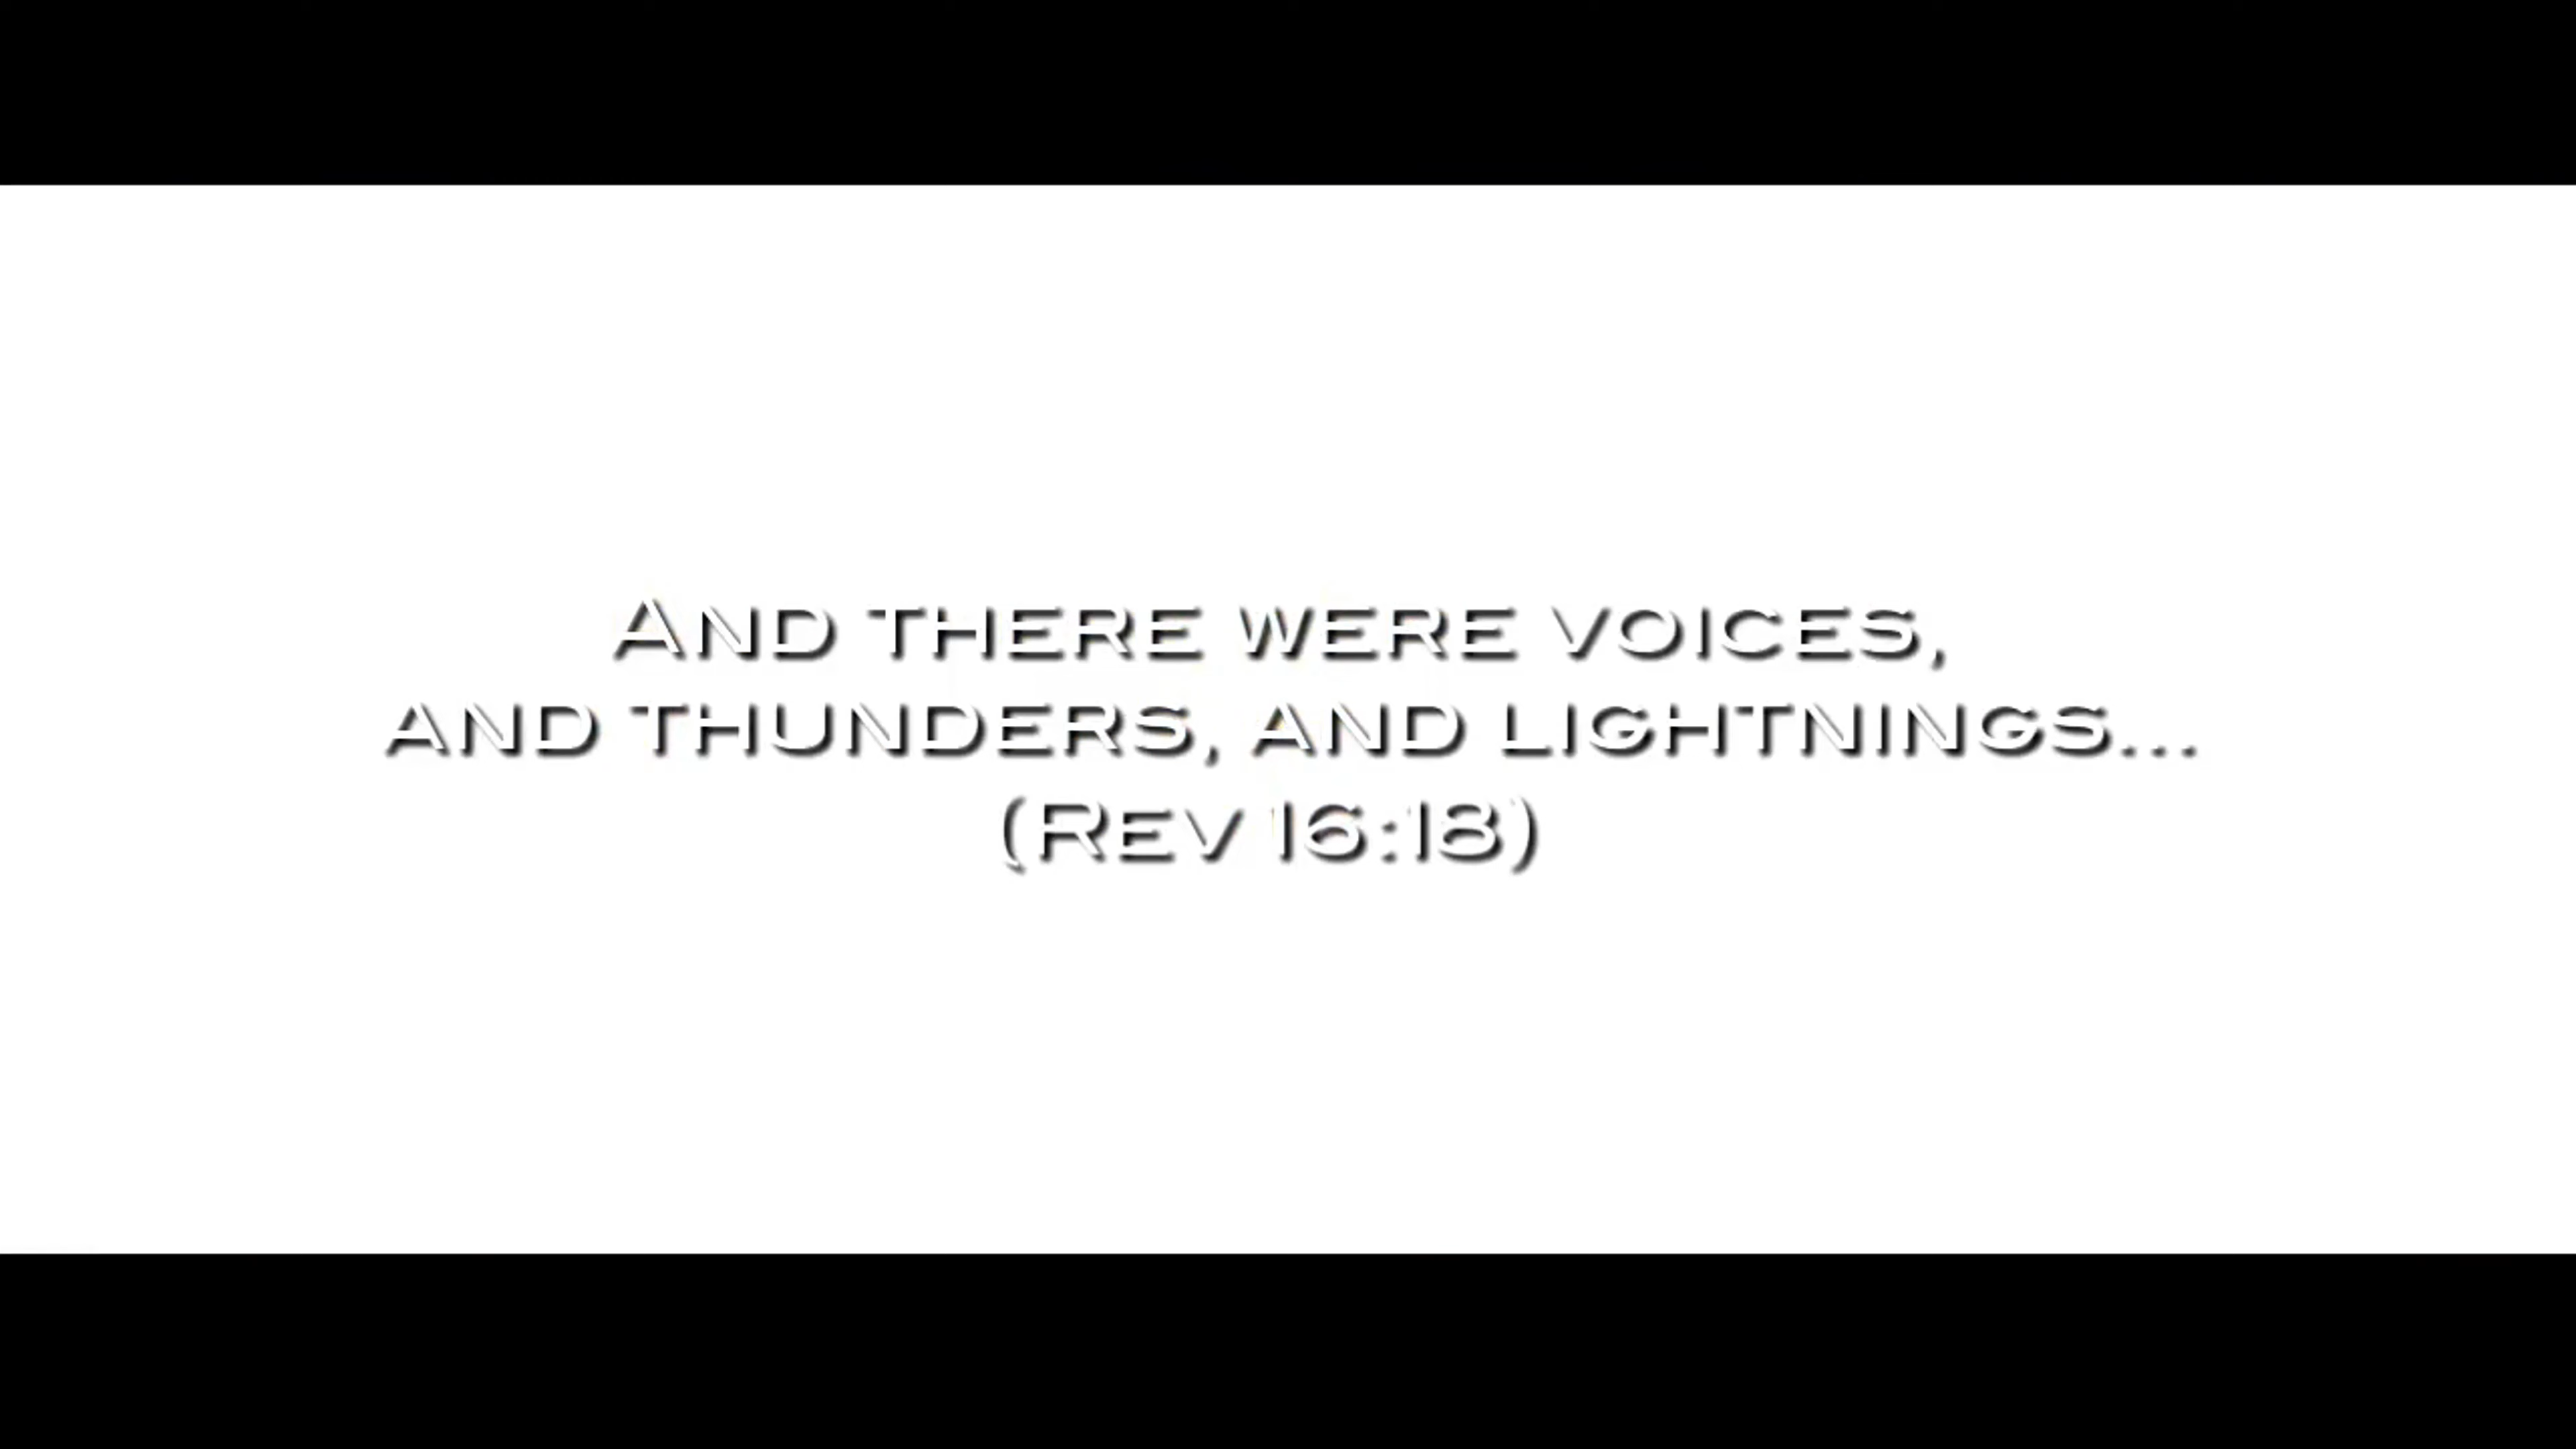 And there were voices,
and thunders, and lightnings...
(Rev 16:18)